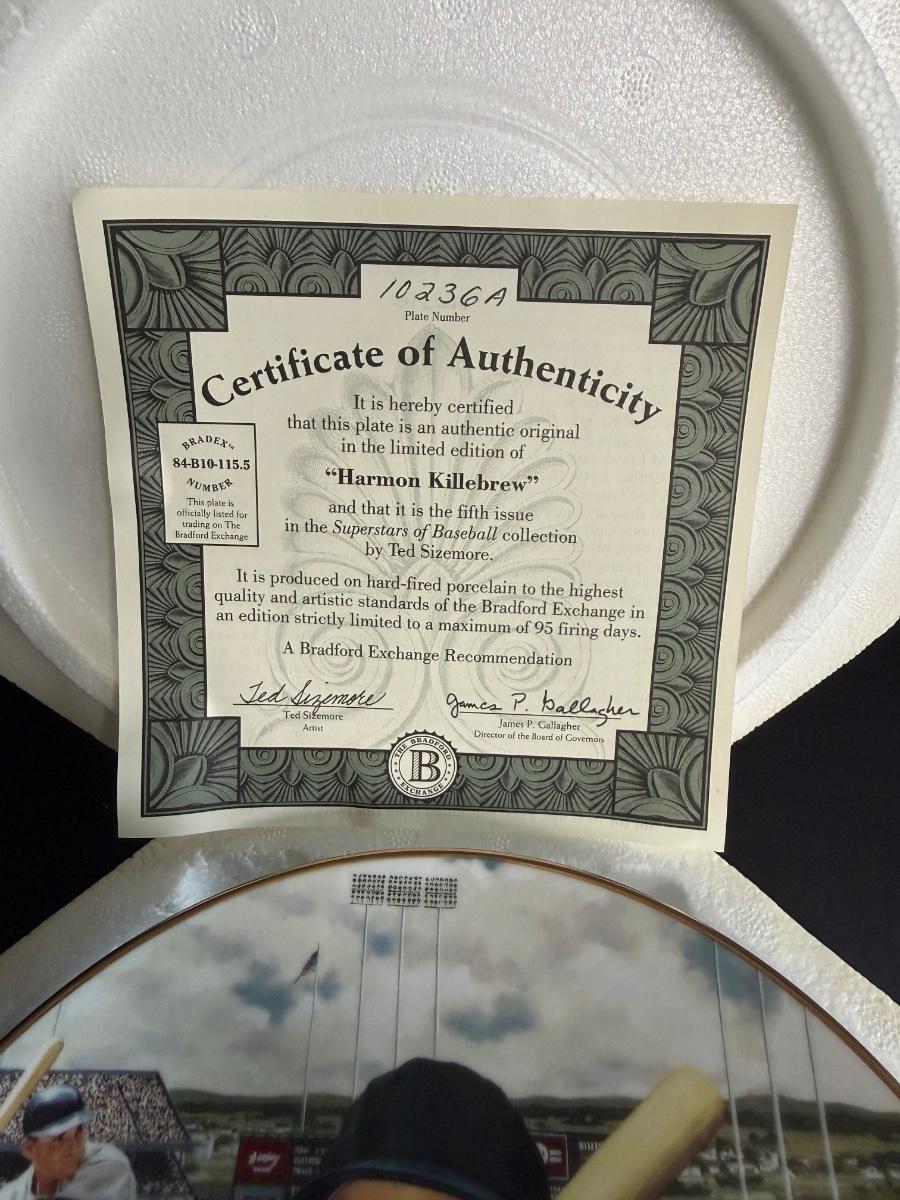 10236A
Plate Number
Certificate of Authenticity
It is hereby certified
that this plate is an authentic original
in the limited edition of
“Harmon Killebrew”
and that it is the fifth issue
in the Superstars of Baseball collection
by Ted Sizemore.
BRADEX™
84-B10-115.5
NUMBER
This plate is
officially listed for
trading on The
Bradford Exchange
It is produced on hard-fired porcelain to the highest
quality and artistic standards of the Bradford Exchange in
an edition strictly limited to a maximum of 95 firing days.
A Bradford Exchange Recommendation
Ted Sizemore
Ted Sizemore
Artist
James P. Gallagher
James P. Gallagher
Director of the Board of Governors
THE BRADFORD
B
EXCHANGE